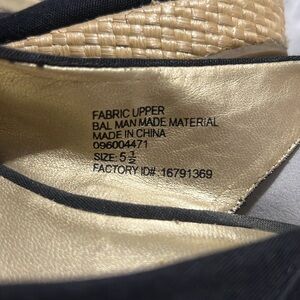 FABRIC UPPER
BAL MAN MADE MATERIAL
MADE IN CHINA
096004471
SIZE: 5 ½
FACTORY ID# 16791369